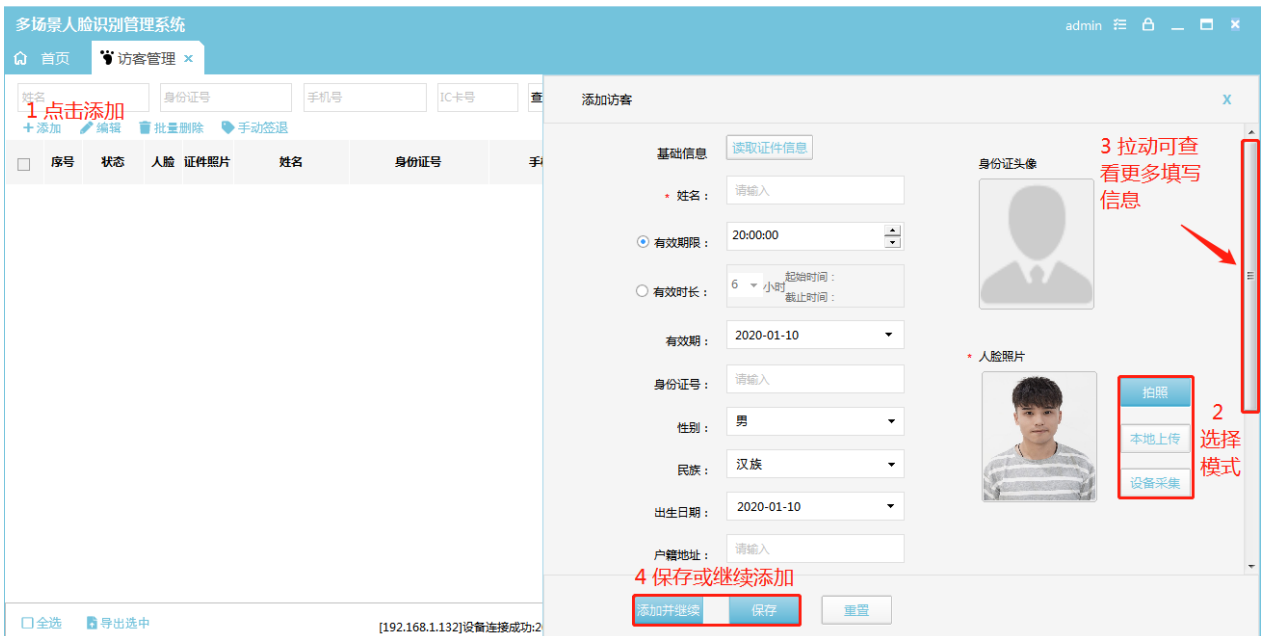 多场景人脸识别管理系统
admin
首页
访客管理 ×
姓名
身份证号
手机号
IC卡号
查
1 点击添加
+添加
编辑
批量删除
手动签退
序号
状态
人脸
证件照片
姓名
身份证号
手
添加访客
X
基础信息
读取证件信息
* 姓名：
请输入
有效期限：
20:00:00
有效时长：
6
小时
起始时间：
截止时间：
有效期：
2020-01-10
身份证号：
请输入
性别：
男
民族：
汉族
出生日期：
2020-01-10
户籍地址：
请输入
身份证头像
3 拉动可查
看更多填写
信息
* 人脸照片
拍照
本地上传
设备采集
2
选择
模式
4 保存或继续添加
添加并继续
保存
重置
全选
导出选中
[192.168.1.132]设备连接成功:2